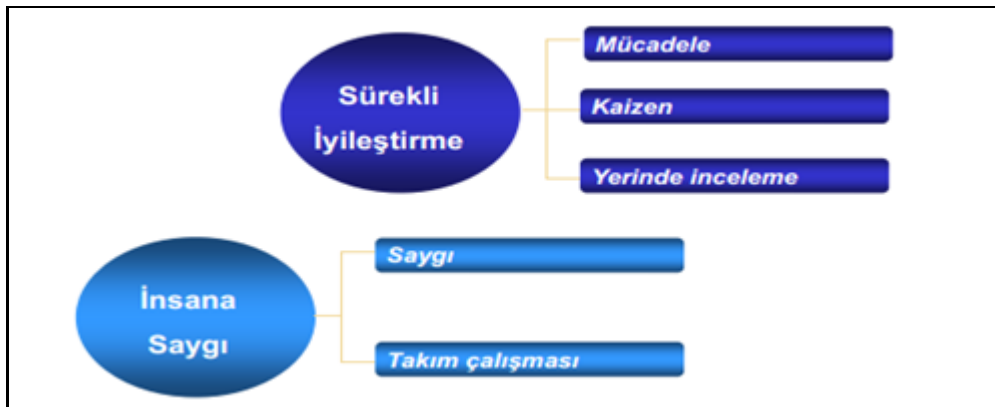 Sürekli
İyileştirme
Mücadele
Kaizen
Yerinde inceleme
İnsana
Saygı
Saygı
Takım çalışması